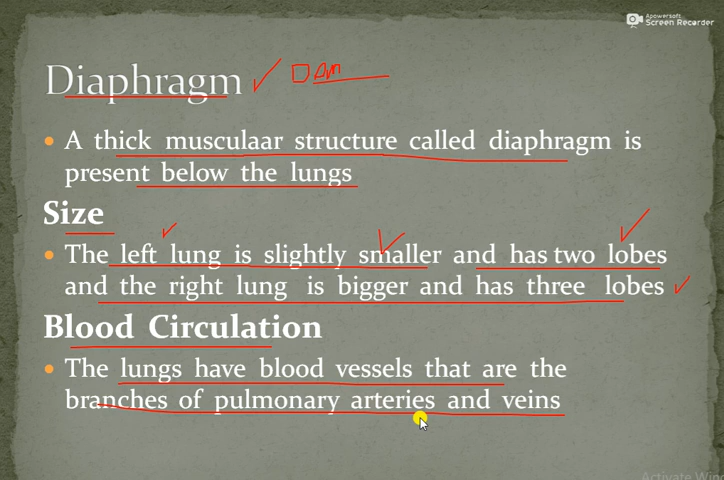 Apowersoft
Screen Recorder
Diaphragm
A thick musculaar structure called diaphragm is
present below the lungs
Size
The left lung is slightly smaller and has two lobes
and the right lung is bigger and has three lobes
Blood Circulation
The lungs have blood vessels that are the
branches of pulmonary arteries and veins